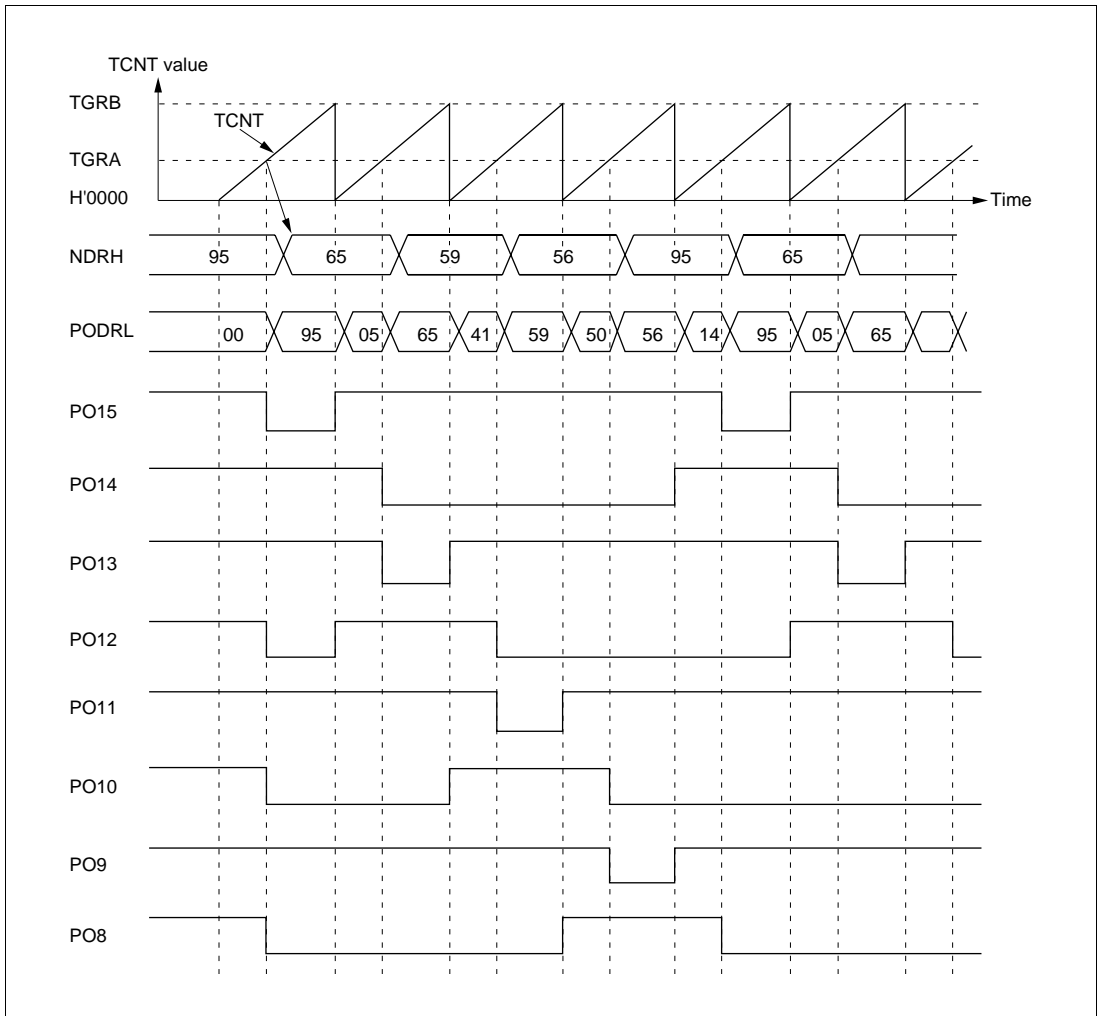 TCNT value
TGRB
TCNT
TGRA
H'0000
Time
NDRH 95 65 59 56 95 65
PODRL 00 95 05 65 41 59 50 56 14 95 05 65
PO15
PO14
PO13
PO12
PO11
PO10
PO9
PO8